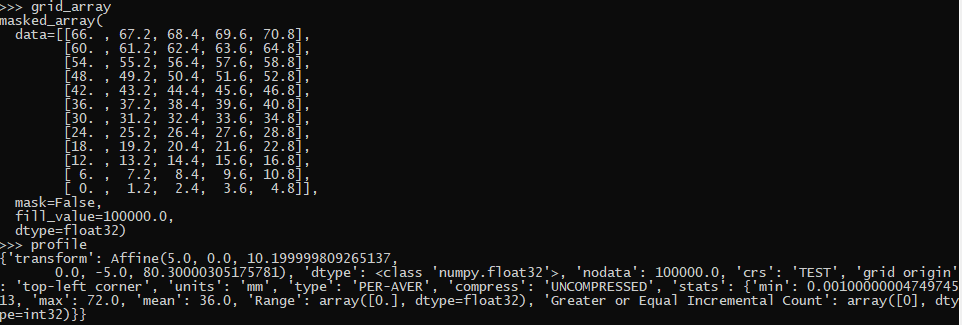 >>> grid_array
masked_array(
  data=[[66. , 67.2, 68.4, 69.6, 70.8],
        [60. , 61.2, 62.4, 63.6, 64.8],
        [54. , 55.2, 56.4, 57.6, 58.8],
        [48. , 49.2, 50.4, 51.6, 52.8],
        [42. , 43.2, 44.4, 45.6, 46.8],
        [36. , 37.2, 38.4, 39.6, 40.8],
        [30. , 31.2, 32.4, 33.6, 34.8],
        [24. , 25.2, 26.4, 27.6, 28.8],
        [18. , 19.2, 20.4, 21.6, 22.8],
        [12. , 13.2, 14.4, 15.6, 16.8],
        [ 6. ,  7.2,  8.4,  9.6, 10.8],
        [ 0. ,  1.2,  2.4,  3.6,  4.8]],
  mask=False,
  fill_value=100000.0,
  dtype=float32)
>>> profile
{'transform': Affine(5.0, 0.0, 10.199999809265137,
       0.0, -5.0, 80.30000305175781), 'dtype': <class 'numpy.float32'>, 'nodata': 100000.0, 'crs': 'TEST', 'grid origin'
: 'top-left corner', 'units': 'mm', 'type': 'PER-AVER', 'compress': 'UNCOMPRESSED', 'stats': {'min': 0.00100000004749745
13, 'max': 72.0, 'mean': 36.0, 'Range': array([0.], dtype=float32), 'Greater or Equal Incremental Count': array([0], dty
pe=int32)}}